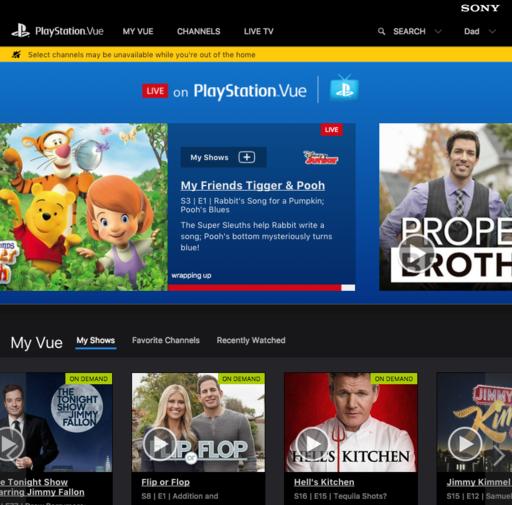 SONY
PlayStation.Vue
MY VUE
CHANNELS
LIVE TV
SEARCH
Dad
Select channels may be unavailable while you're out of the home
LIVE on PlayStation.Vue
LIVE
My Shows
Disney Junior
My Friends Tigger & Pooh
S3 | E1 | Rabbit's Song for a Pumpkin;
Pooh's Blues
The Super Sleuths help Rabbit write a
song; Pooh's bottom mysteriously turns
blue!
wrapping up
PROPE
BROTH
My Vue
My Shows
Favorite Channels
Recently Watched
ON DEMAND
THE
TONIGHT
SHOW
JIMMY
FALLON
e Tonight Show
arring Jimmy Fallon
ON DEMAND
FLIP or FLOP
Flip or Flop
S8 | E1 | Addition and
ON DEMAND
HELL'S KITCHEN
Hell's Kitchen
S16 | E15 | Tequila Shots?
JIMMY
Jimmy Kimmel
S15 | E12 | Samuel